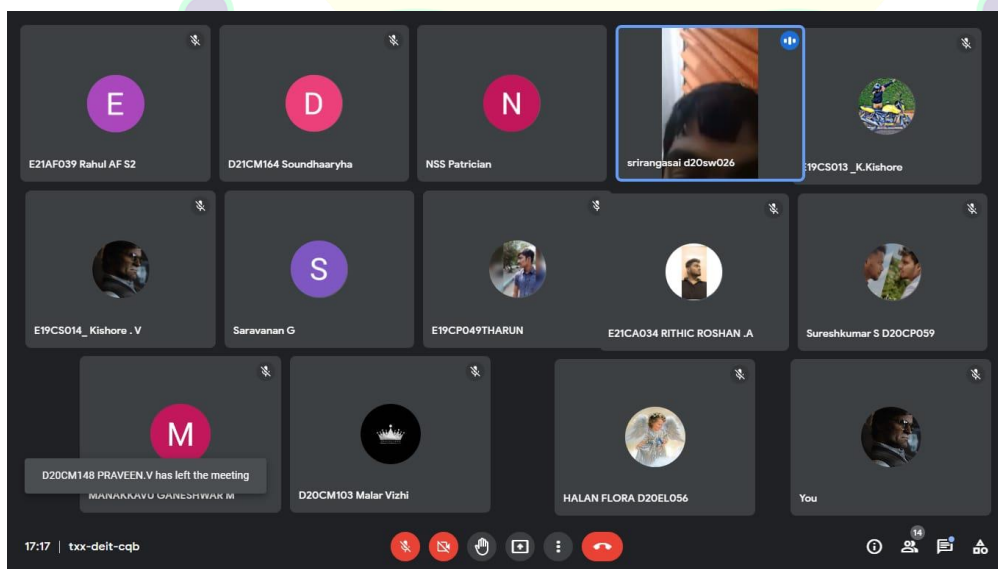 E
D
N
E21AF039 Rahul AF S2
D21CM164 Soundhaaryha
NSS Patrician
srirangasai d20sw026
E19CS013 _K.Kishore
S
E19CS014_ Kishore . V
Saravanan G
E19CP049THARUN
E21CA034 RITHIC ROSHAN .A
Sureshkumar S D20CP059
M
D20CM148 PRAVEEN.V has left the meeting
MANAKKAVU GANESHWAR M
D20CM103 Malar Vizhi
HALAN FLORA D20EL056
You
17:17 | txx-deit-cqb
14